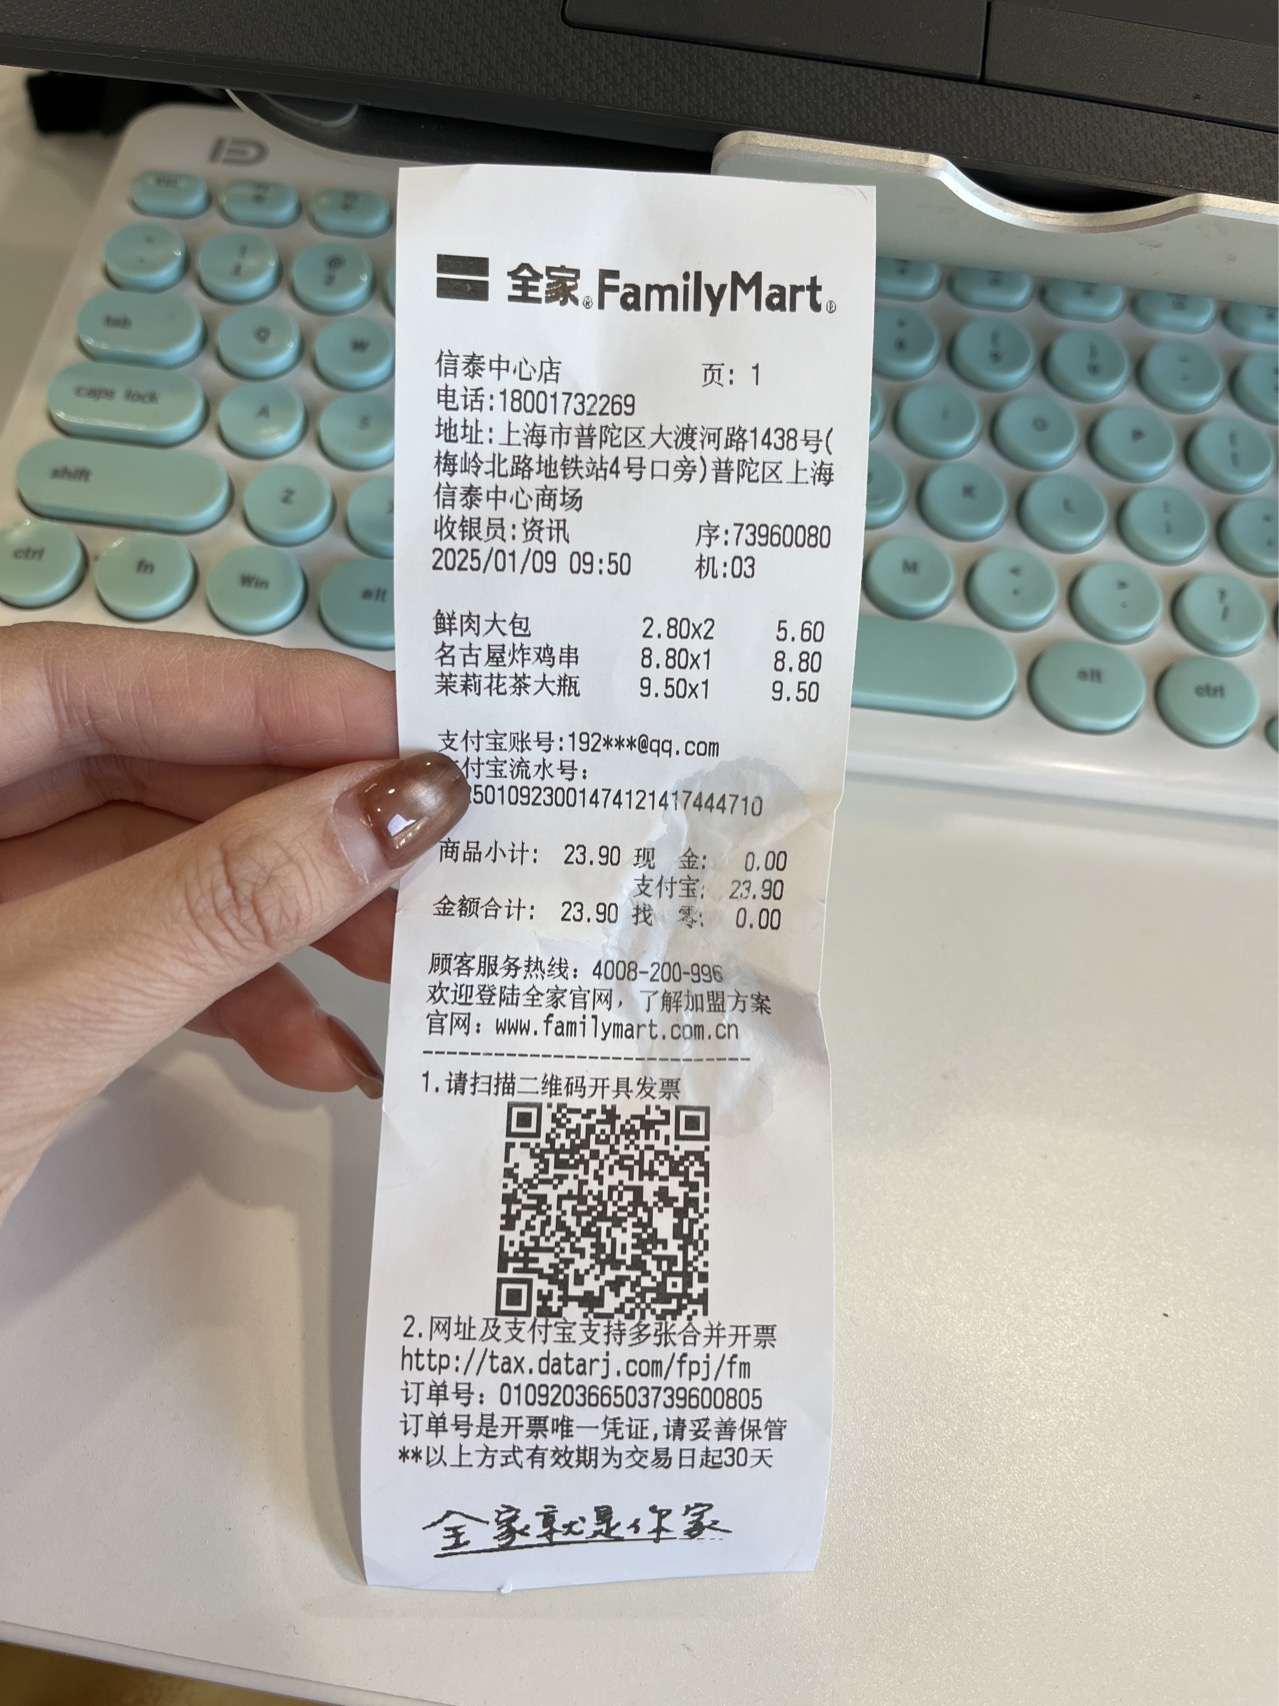 全家® FamilyMart®
信泰中心店 页: 1
电话:18001732269
地址:上海市普陀区大渡河路1438号(
梅岭北路地铁站4号口旁)普陀区上海
信泰中心商场
收银员:资讯 序:73960080
2025/01/09 09:50 机:03
鲜肉大包 2.80x2 5.60
名古屋炸鸡串 8.80x1 8.80
茉莉花茶大瓶 9.50x1 9.50
支付宝账号:192***@qq.com
付宝流水号:
5010923001474121417444710
商品小计: 23.90 现 金: 0.00
支付宝: 23.90
金额合计: 23.90 找 零: 0.00
顾客服务热线: 4008-200-996
欢迎登陆全家官网, 了解加盟方案
官网: www.familymart.com.cn
1.请扫描二维码开具发票
2.网址及支付宝支持多张合并开票
http://tax.datarj.com/fpj/fm
订单号: 010920366503739600805
订单号是开票唯一凭证,请妥善保管
**以上方式有效期为交易日起30天
全家就是你家
tab Q W
caps lock A S
shift Z
ctrl fn Win alt
I O P
K L
M
alt ctrl